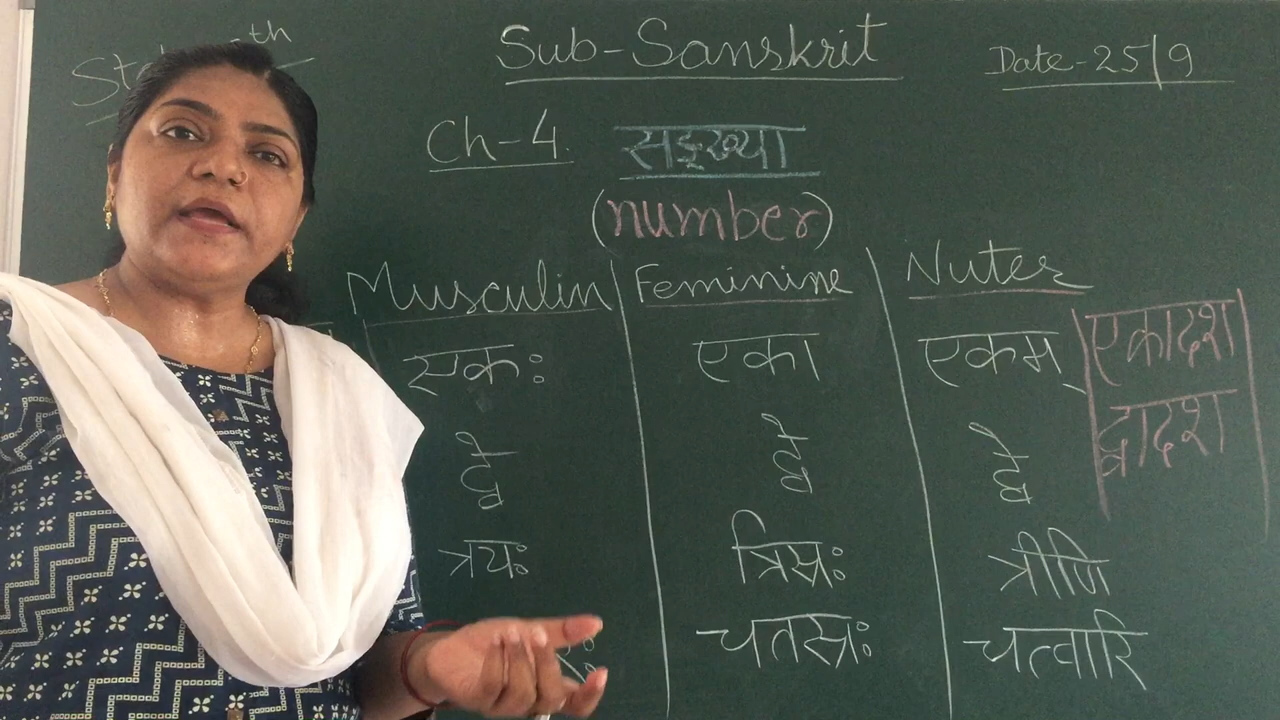 Sub-Sanskrit
Date-25/9
Ch-4. सङ्ख्या
(number)
Musculin Feminine Nuter
एकः एका एकम्
द्वे द्वे द्वे
त्रयः त्रिस्रः त्रीणि
चतस्रः चत्वारि
एकादश
द्वादश